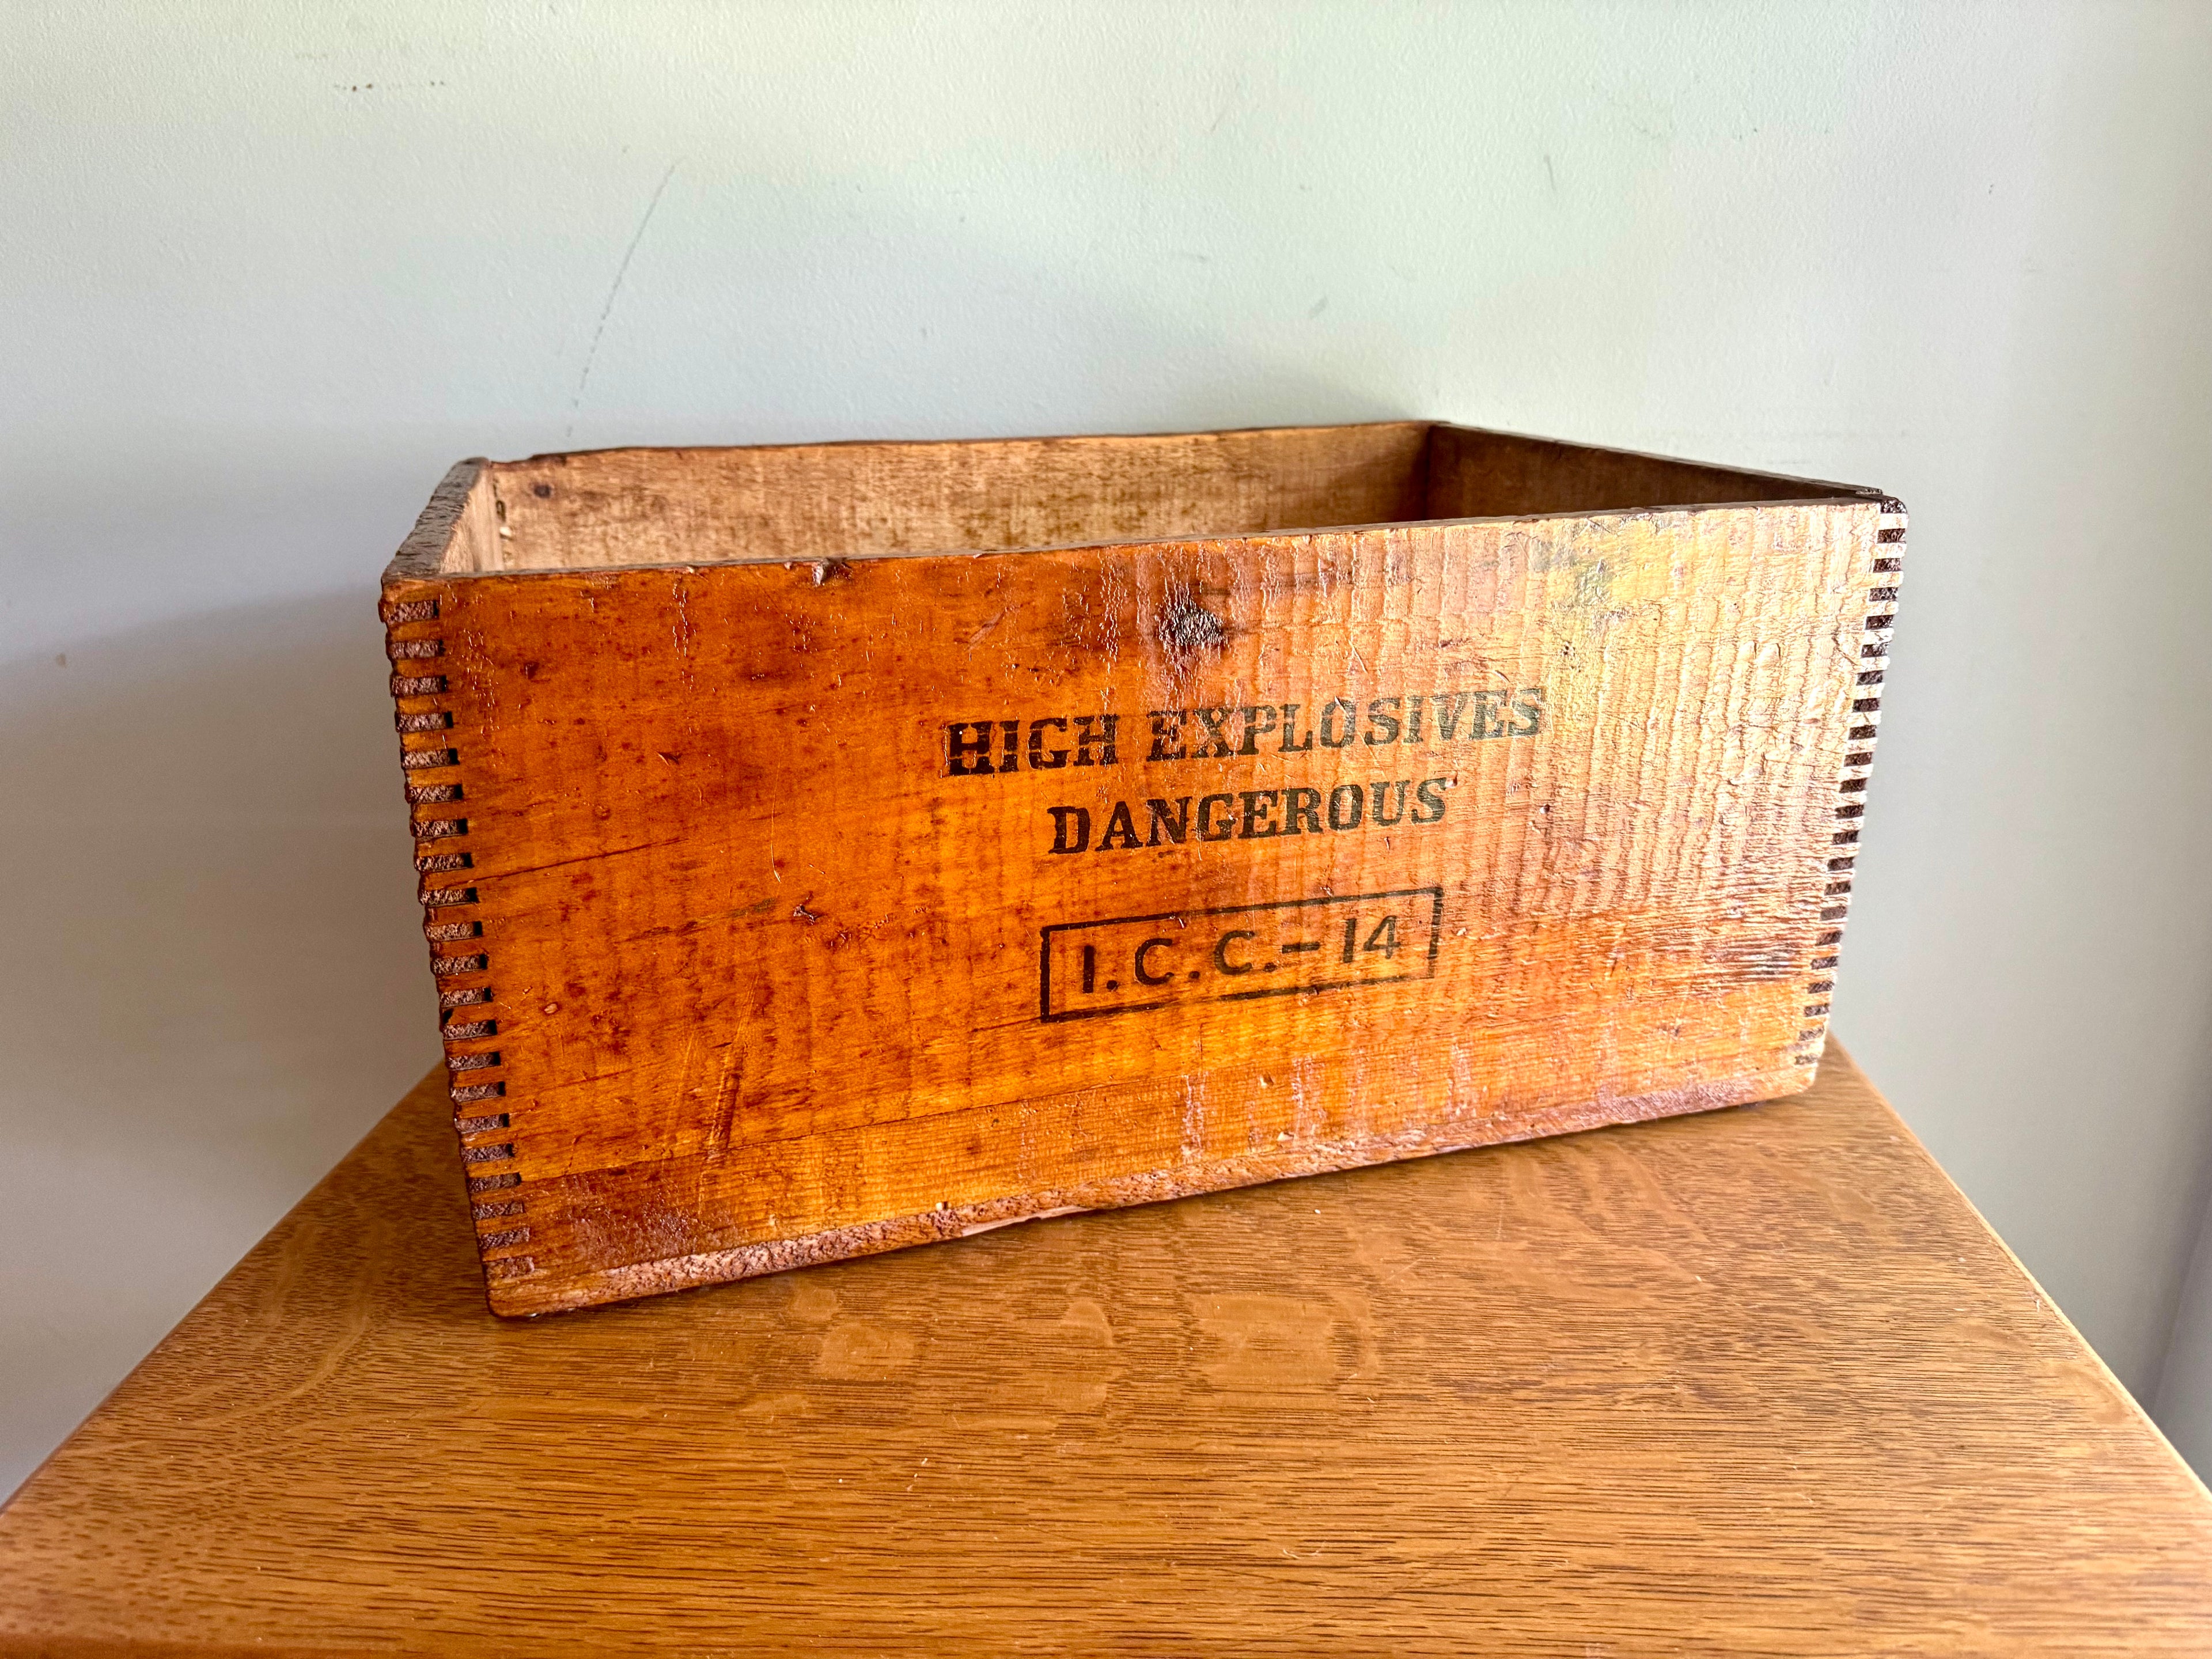 HIGH EXPLOSIVES
DANGEROUS
I.C.C.-14